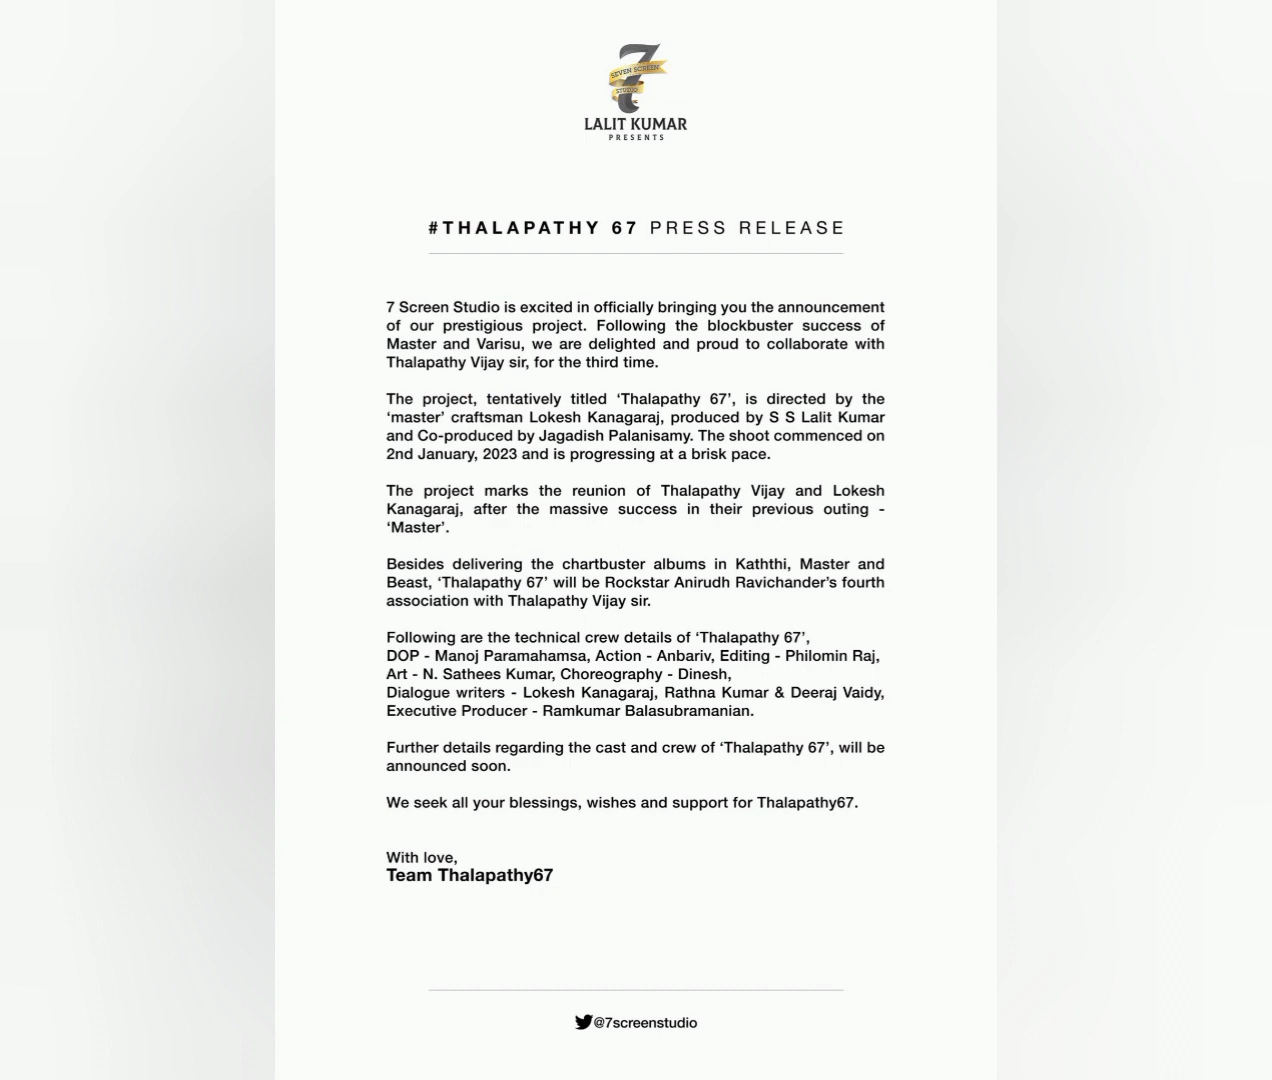 7
SEVEN SCREEN
STUDIO
LALIT KUMAR
PRESENTS
#THALAPATHY 67 PRESS RELEASE
7 Screen Studio is excited in officially bringing you the announcement
of our prestigious project. Following the blockbuster success of
Master and Varisu, we are delighted and proud to collaborate with
Thalapathy Vijay sir, for the third time.
The project, tentatively titled ‘Thalapathy 67’, is directed by the
‘master’ craftsman Lokesh Kanagaraj, produced by S S Lalit Kumar
and Co-produced by Jagadish Palanisamy. The shoot commenced on
2nd January, 2023 and is progressing at a brisk pace.
The project marks the reunion of Thalapathy Vijay and Lokesh
Kanagaraj, after the massive success in their previous outing -
‘Master’.
Besides delivering the chartbuster albums in Kaththi, Master and
Beast, ‘Thalapathy 67’ will be Rockstar Anirudh Ravichander’s fourth
association with Thalapathy Vijay sir.
Following are the technical crew details of ‘Thalapathy 67’,
DOP - Manoj Paramahamsa, Action - Anbariv, Editing - Philomin Raj,
Art - N. Sathees Kumar, Choreography - Dinesh,
Dialogue writers - Lokesh Kanagaraj, Rathna Kumar & Deeraj Vaidy,
Executive Producer - Ramkumar Balasubramanian.
Further details regarding the cast and crew of ‘Thalapathy 67’, will be
announced soon.
We seek all your blessings, wishes and support for Thalapathy67.
With love,
Team Thalapathy67
@7screenstudio